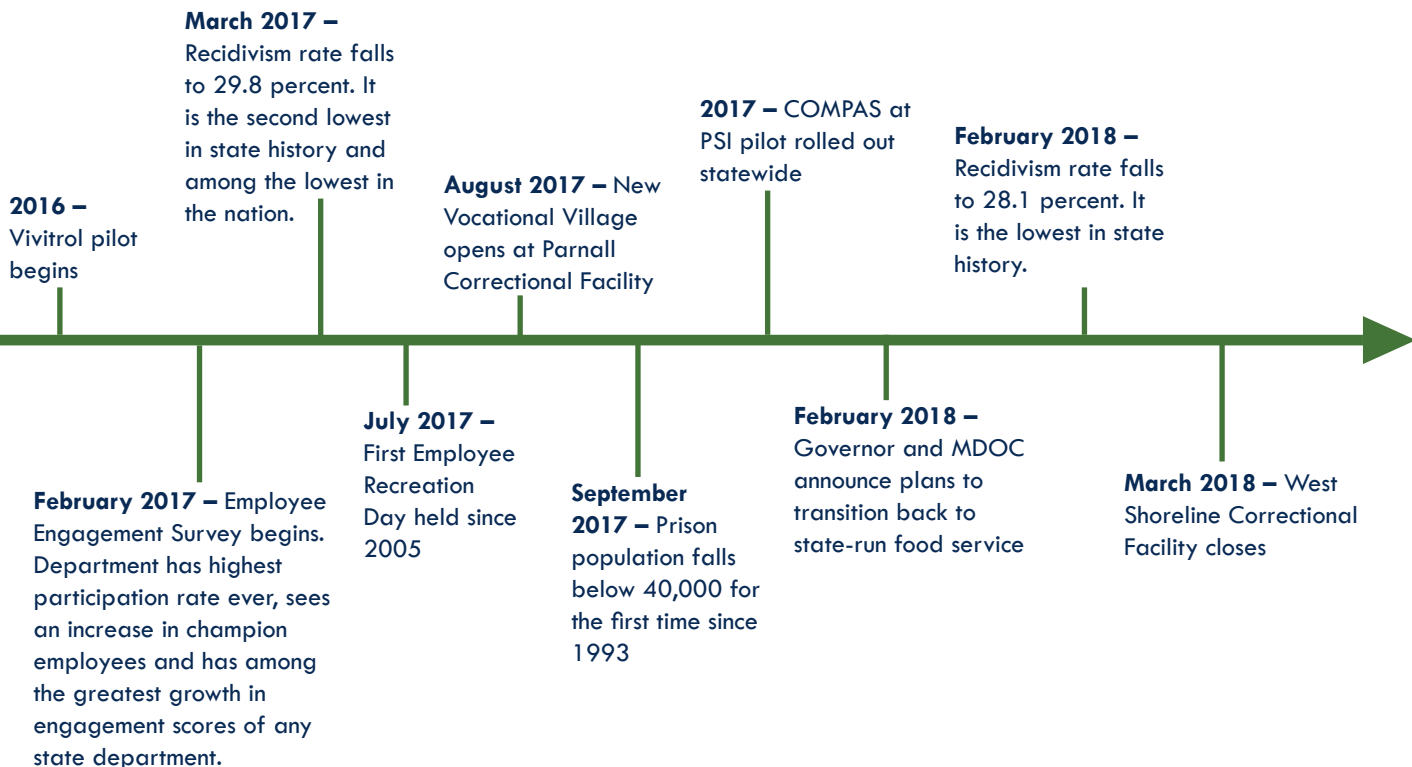 2016 –
Vivitrol pilot
begins
February 2017 – Employee
Engagement Survey begins.
Department has highest
participation rate ever, sees
an increase in champion
employees and has among
the greatest growth in
engagement scores of any
state department.
March 2017 –
Recidivism rate falls
to 29.8 percent. It
is the second lowest
in state history and
among the lowest in
the nation.
July 2017 –
First Employee
Recreation
Day held since
2005
August 2017 – New
Vocational Village
opens at Parnall
Correctional Facility
September
2017 – Prison
population falls
below 40,000 for
the first time since
1993
2017 – COMPAS at
PSI pilot rolled out
statewide
February 2018 –
Governor and MDOC
announce plans to
transition back to
state-run food service
February 2018 –
Recidivism rate falls
to 28.1 percent. It
is the lowest in state
history.
March 2018 – West
Shoreline Correctional
Facility closes